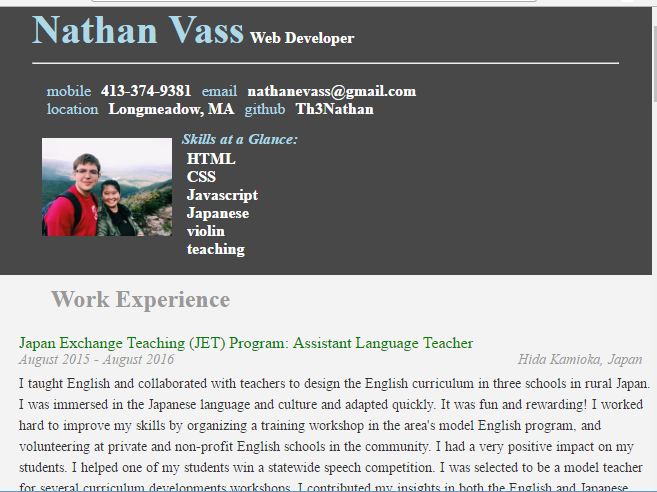 Nathan Vass Web Developer
mobile 413-374-9381 email nathanevass@gmail.com
location Longmeadow, MA github Th3Nathan
Skills at a Glance:
HTML
CSS
Javascript
Japanese
violin
teaching
Work Experience
Japan Exchange Teaching (JET) Program: Assistant Language Teacher
August 2015 - August 2016 Hida Kamioka, Japan
I taught English and collaborated with teachers to design the English curriculum in three schools in rural Japan.
I was immersed in the Japanese language and culture and adapted quickly. It was fun and rewarding! I worked
hard to improve my skills by organizing a training workshop in the area's model English program, and
volunteering at private and non-profit English schools in the community. I had a very positive impact on my
students. I helped one of my students win a statewide speech competition. I was selected to be a model teacher
for several curriculum developments workshops. I contributed my insights in both the English and Japanese